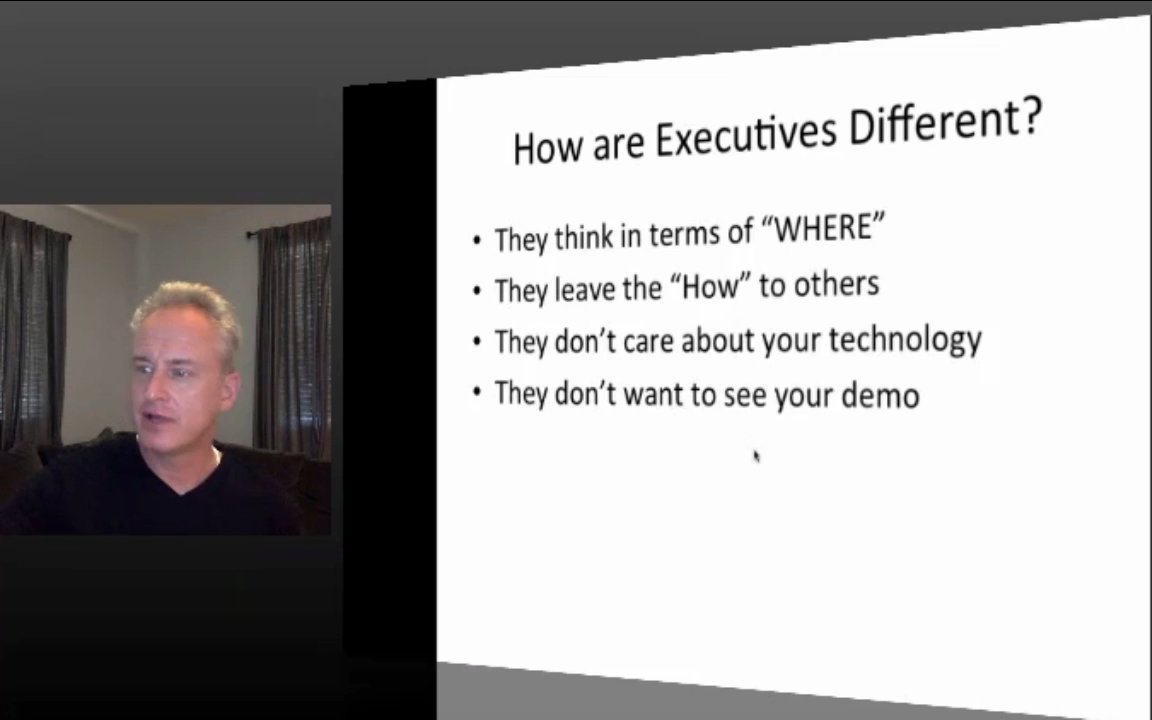 How are Executives Different?
• They think in terms of “WHERE”
• They leave the “How” to others
• They don’t care about your technology
• They don’t want to see your demo